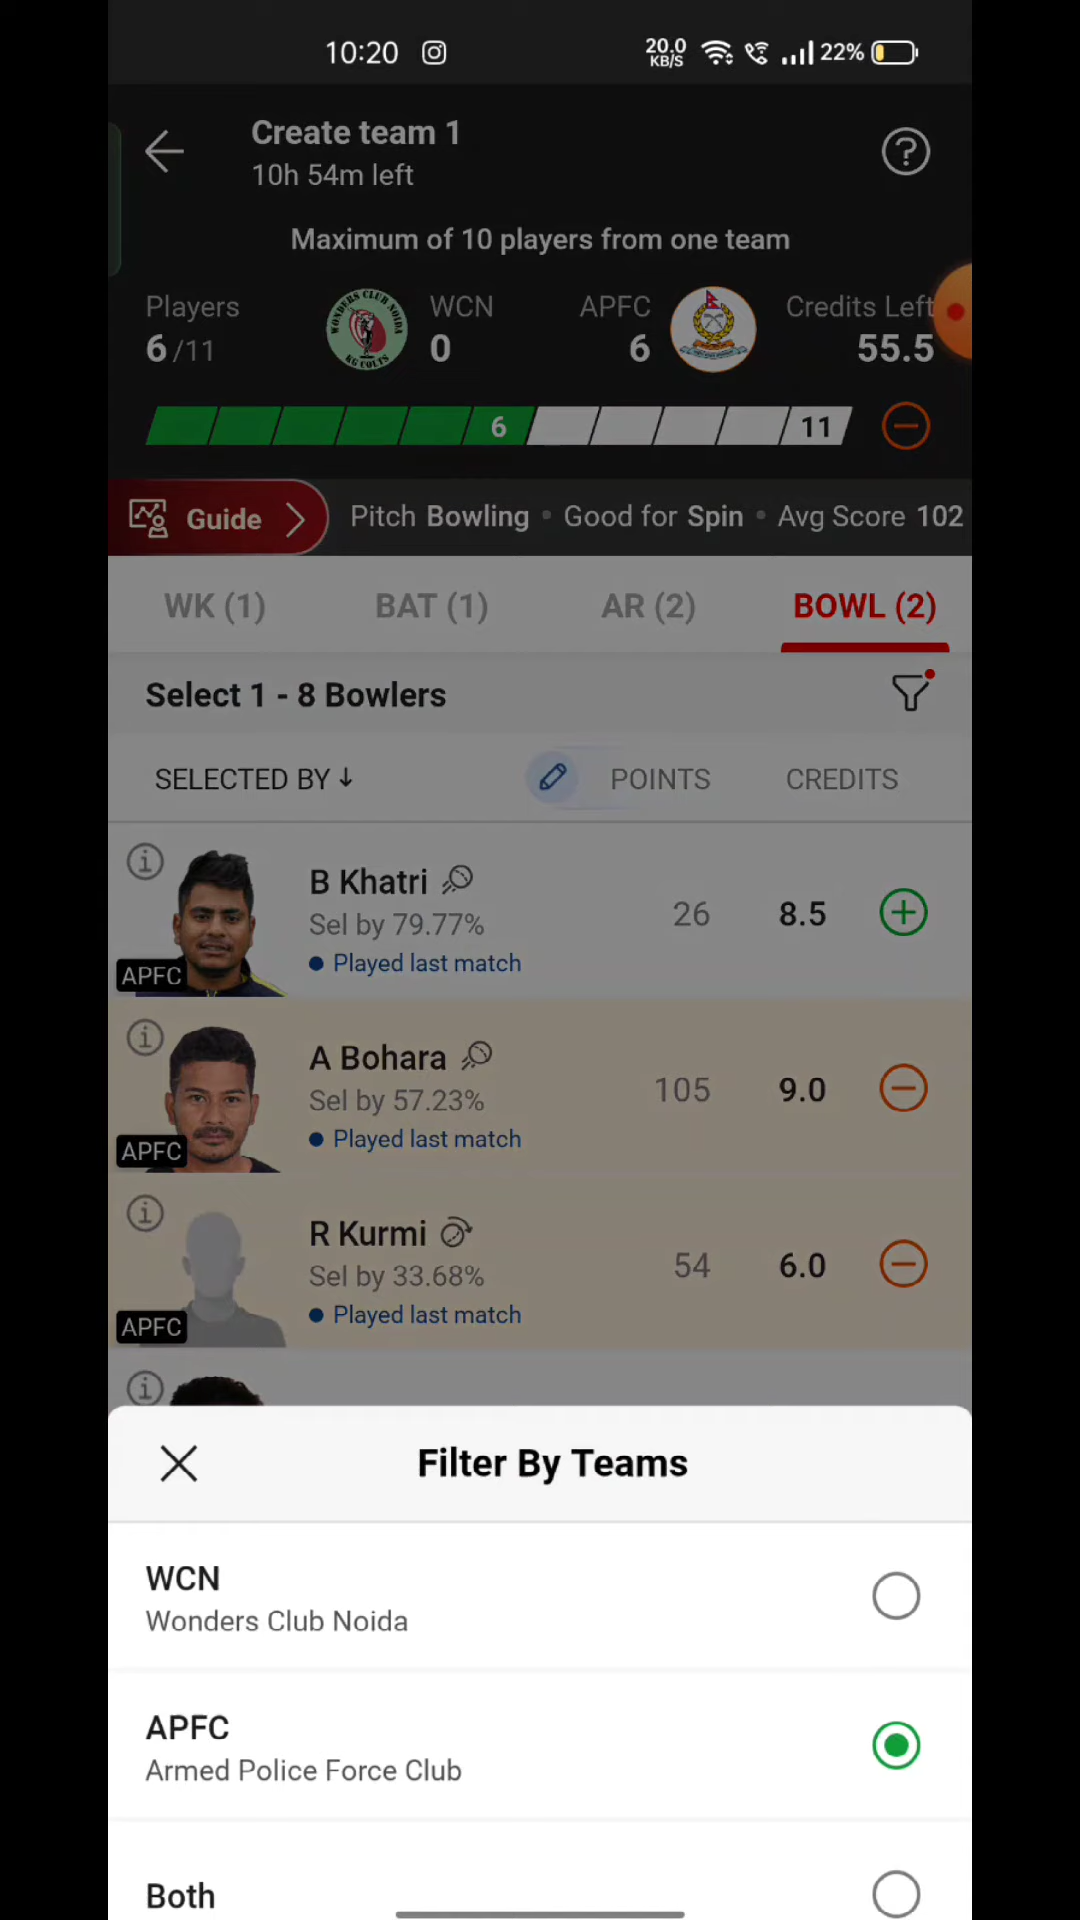 10:20
20.0
KB/S
22%
Create team 1
10h 54m left
Maximum of 10 players from one team
Players
6/11
WONDERS CLUB NOIDA
KG COLTS
WCN
0
APFC
6
Credits Left
55.5
6
11
Guide
Pitch Bowling • Good for Spin • Avg Score 102
WK (1)
BAT (1)
AR (2)
BOWL (2)
Select 1 - 8 Bowlers
SELECTED BY ↓
POINTS
CREDITS
B Khatri
Sel by 79.77%
Played last match
APFC
26
8.5
A Bohara
Sel by 57.23%
Played last match
APFC
105
9.0
R Kurmi
Sel by 33.68%
Played last match
APFC
54
6.0
Filter By Teams
WCN
Wonders Club Noida
APFC
Armed Police Force Club
Both